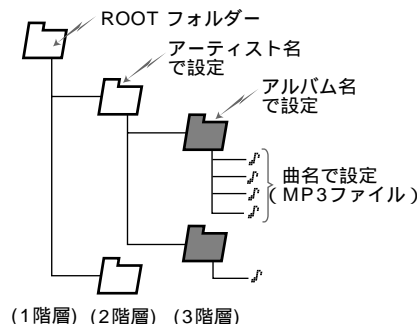 ROOT フォルダー
アーティスト名
で設定
アルバム名
で設定
曲名で設定
(MP3ファイル)
(1階層) (2階層) (3階層)